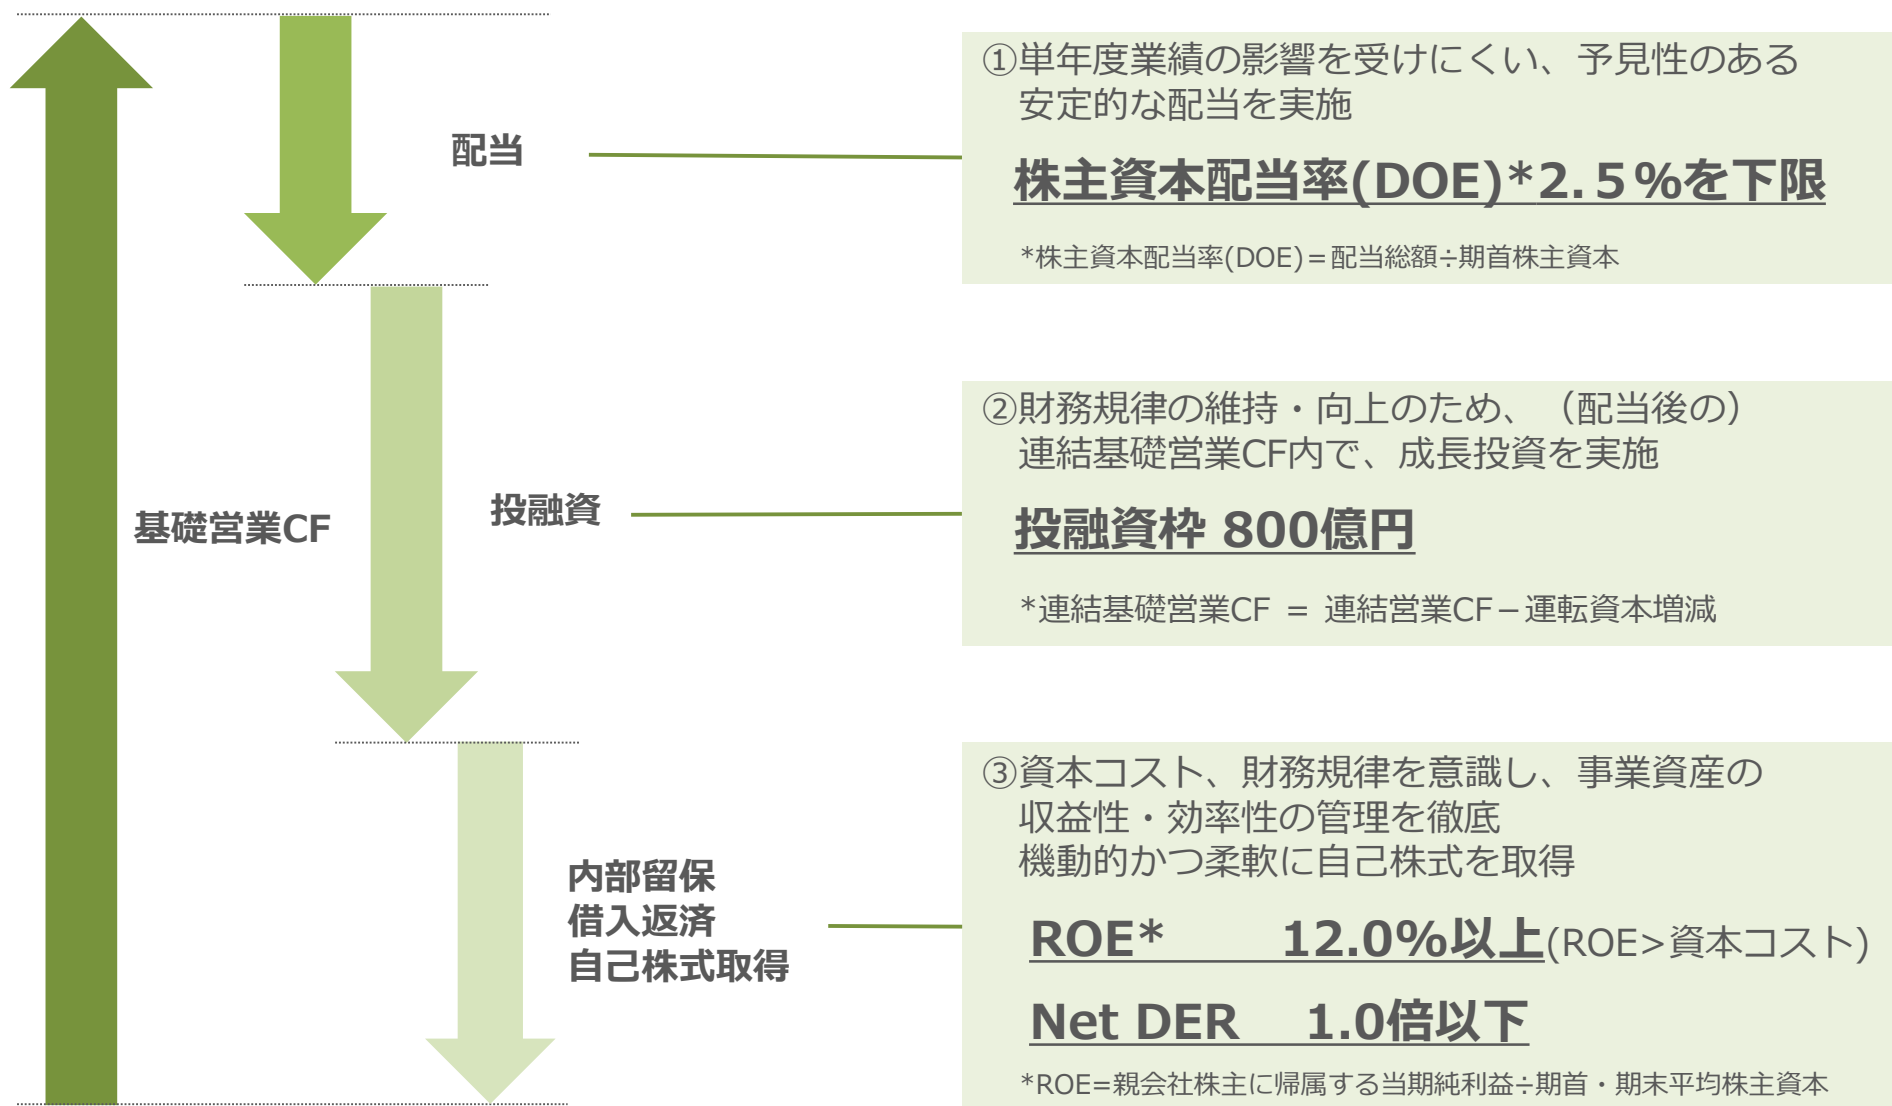 基礎営業CF
配当
①単年度業績の影響を受けにくい、予見性のある
安定的な配当を実施
株主資本配当率(DOE)*2.５%を下限
*株主資本配当率(DOE)＝配当総額÷期首株主資本
投融資
②財務規律の維持・向上のため、（配当後の）
連結基礎営業CF内で、成長投資を実施
投融資枠 800億円
*連結基礎営業CF = 連結営業CF－運転資本増減
内部留保
借入返済
自己株式取得
③資本コスト、財務規律を意識し、事業資産の
収益性・効率性の管理を徹底
機動的かつ柔軟に自己株式を取得
ROE* 12.0%以上(ROE>資本コスト)
Net DER 1.0倍以下
*ROE=親会社株主に帰属する当期純利益÷期首・期末平均株主資本